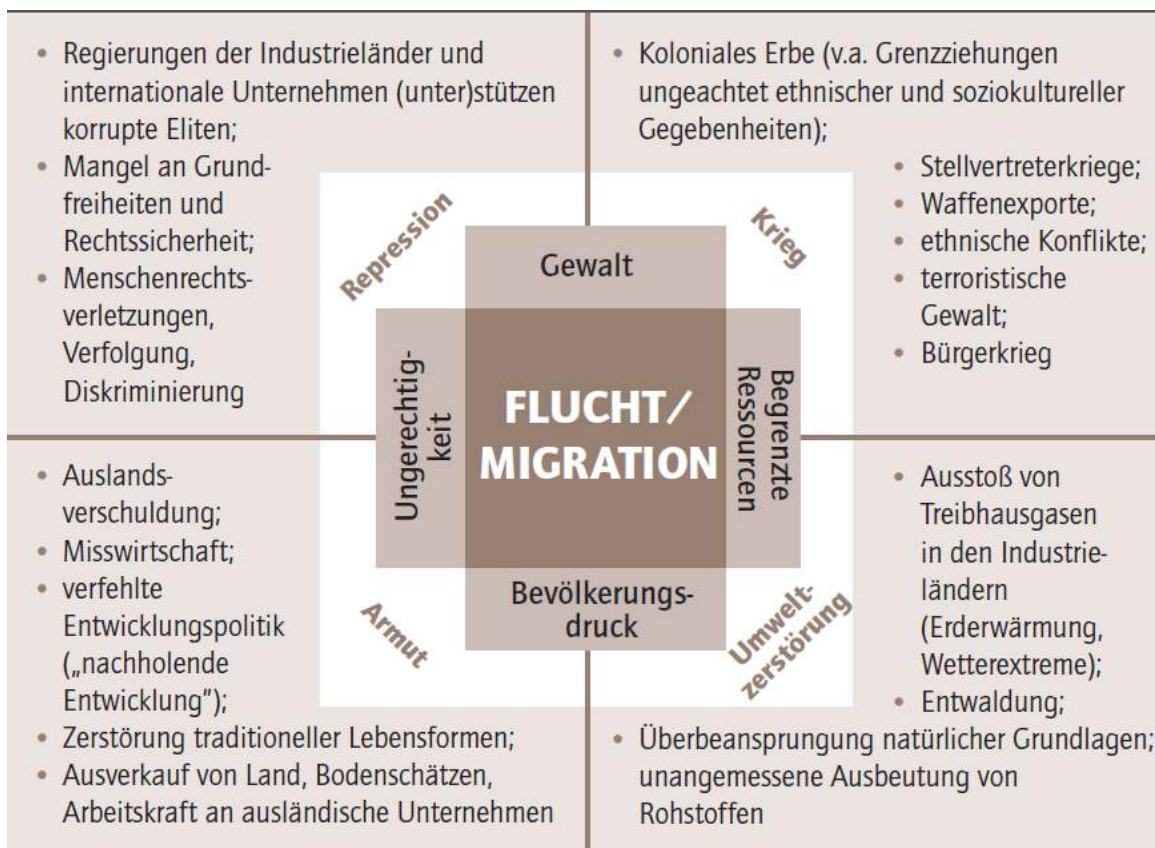 • Regierungen der Industrieländer und
internationale Unternehmen (unter)stützen
korrupte Eliten;
• Mangel an Grund-
freiheiten und
Rechtssicherheit;
• Menschenrechts-
verletzungen,
Verfolgung,
Diskriminierung
• Koloniales Erbe (v.a. Grenzziehungen
ungeachtet ethnischer und soziokultureller
Gegebenheiten);
• Stellvertreterkriege;
• Waffenexporte;
• ethnische Konflikte;
• terroristische
Gewalt;
• Bürgerkrieg
Repression
Gewalt
Krieg
Ungerechtig-
keit
FLUCHT/
MIGRATION
Begrenzte
Ressourcen
Armut
Bevölkerungs-
druck
Umwelt-
zerstörung
• Auslands-
verschuldung;
• Misswirtschaft;
• verfehlte
Entwicklungspolitik
(„nachholende
Entwicklung");
• Zerstörung traditioneller Lebensformen;
• Ausverkauf von Land, Bodenschätzen,
Arbeitskraft an ausländische Unternehmen
• Ausstoß von
Treibhausgasen
in den Industrie-
ländern
(Erderwärmung,
Wetterextreme);
• Entwaldung;
• Überbeansprungung natürlicher Grundlagen;
unangemessene Ausbeutung von
Rohstoffen